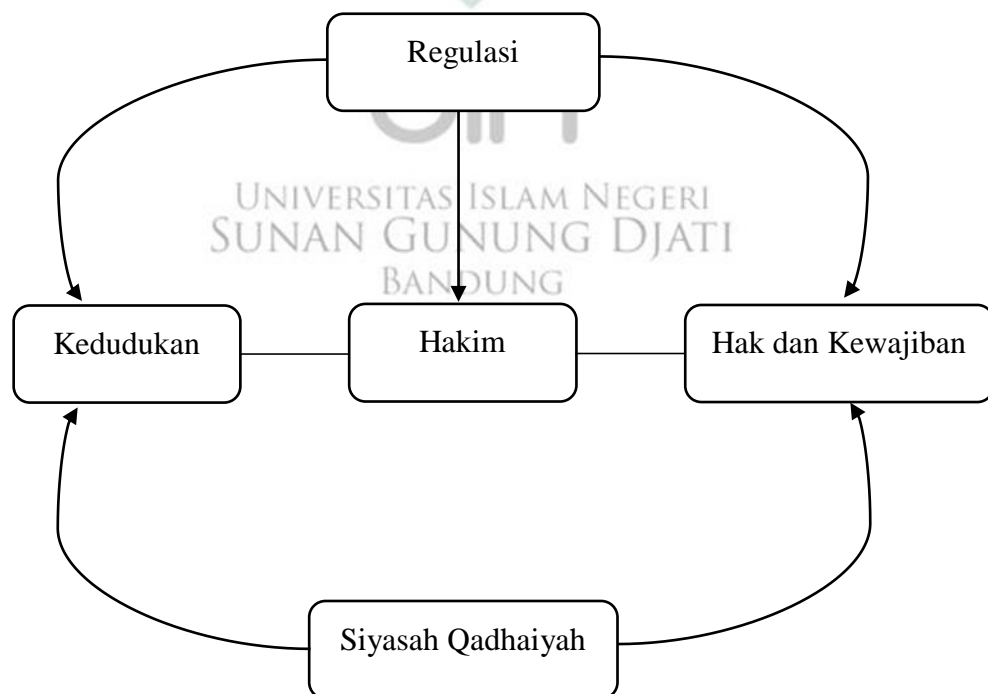 Regulasi
UNIVERSITAS ISLAM NEGERI
SUNAN GUNUNG DJATI
BANDUNG
Kedudukan
Hakim
Hak dan Kewajiban
Siyasah Qadhaiyah